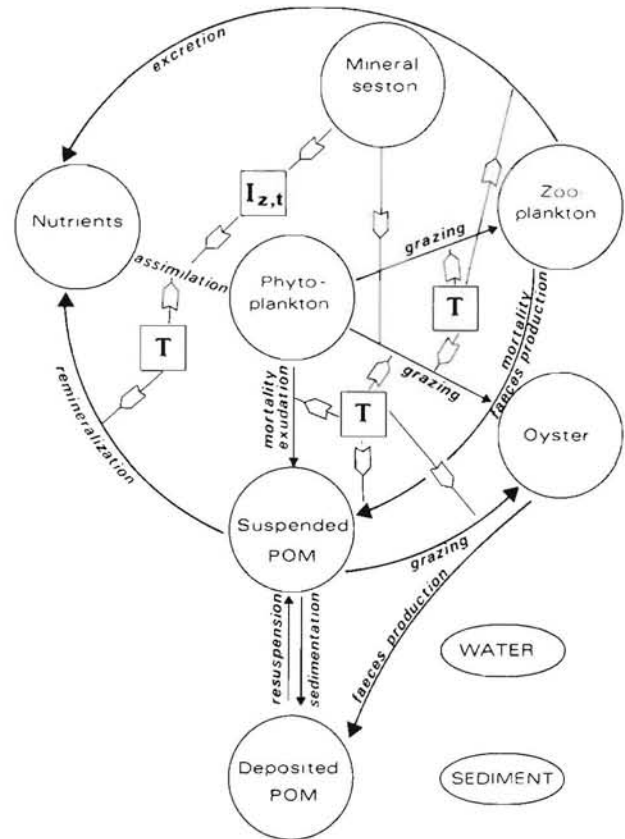 excretion
Mineral
seston
I z,t
Nutrients
Zoo-
plankton
assimilation
Phyto-
plankton
grazing
T
T
mortality
faeces production
grazing
T
remineralization
mortality
exudation
Oyster
Suspended
POM
grazing
resuspension
sedimentation
faeces production
WATER
Deposited
POM
SEDIMENT